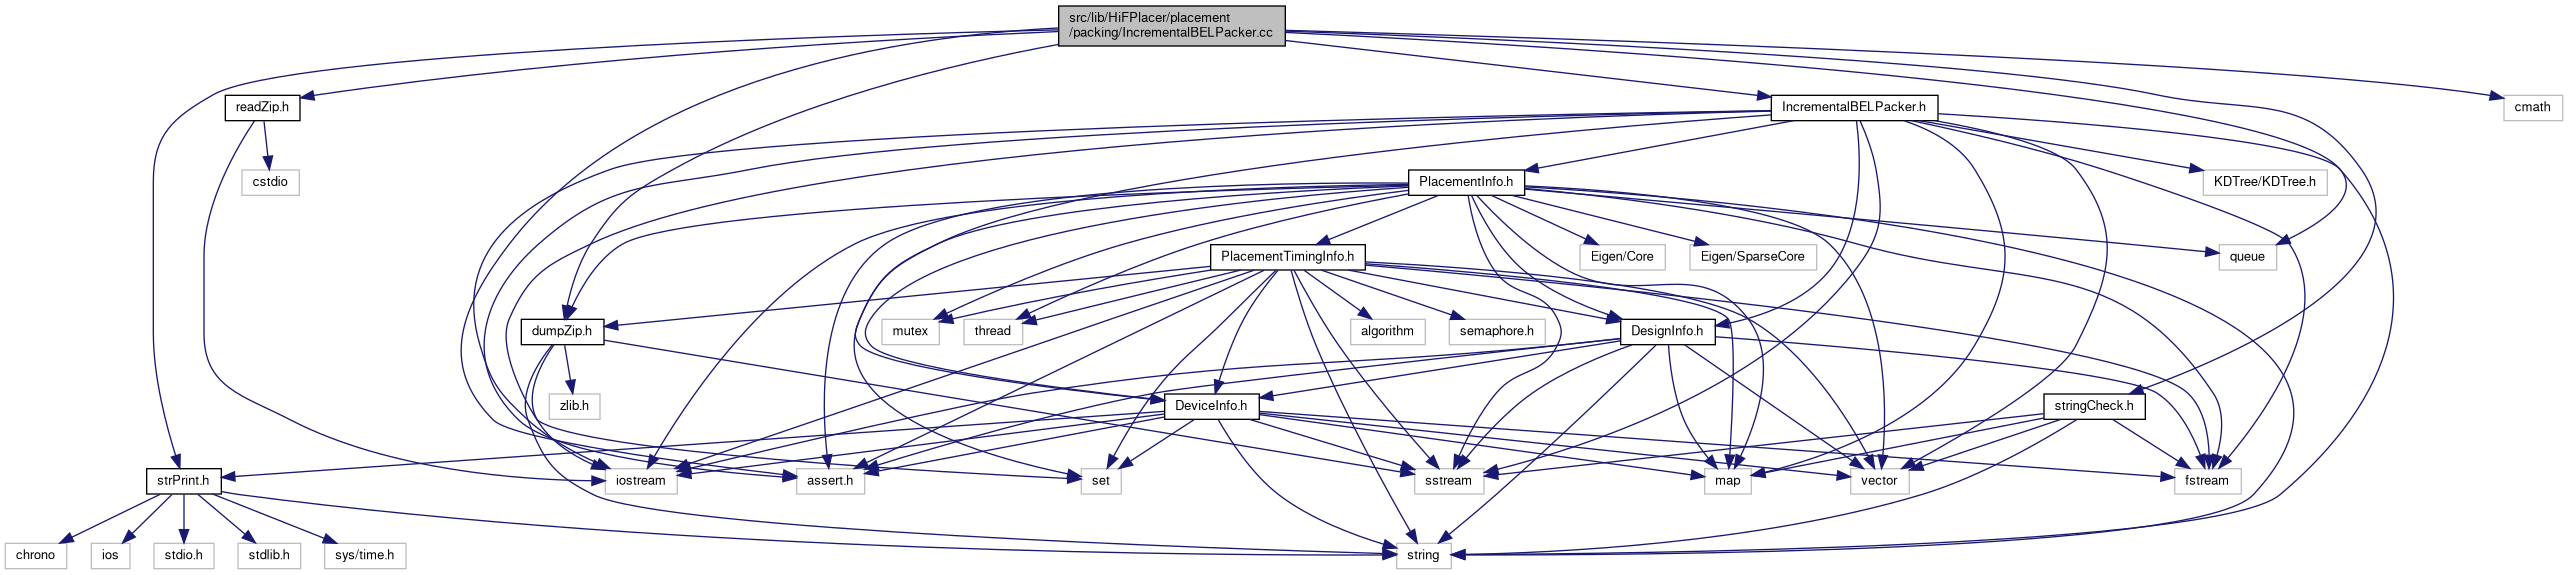 src/lib/HiFPlacer/placement
/packing/IncrementalBELPacker.cc
readZip.h
IncrementalBELPacker.h
cmath
cstdio
PlacementInfo.h
KDTree/KDTree.h
PlacementTimingInfo.h
Eigen/Core
Eigen/SparseCore
queue
dumpZip.h
mutex
thread
algorithm
semaphore.h
DesignInfo.h
zlib.h
DeviceInfo.h
stringCheck.h
strPrint.h
iostream
assert.h
set
sstream
map
vector
fstream
chrono
ios
stdio.h
stdlib.h
sys/time.h
string